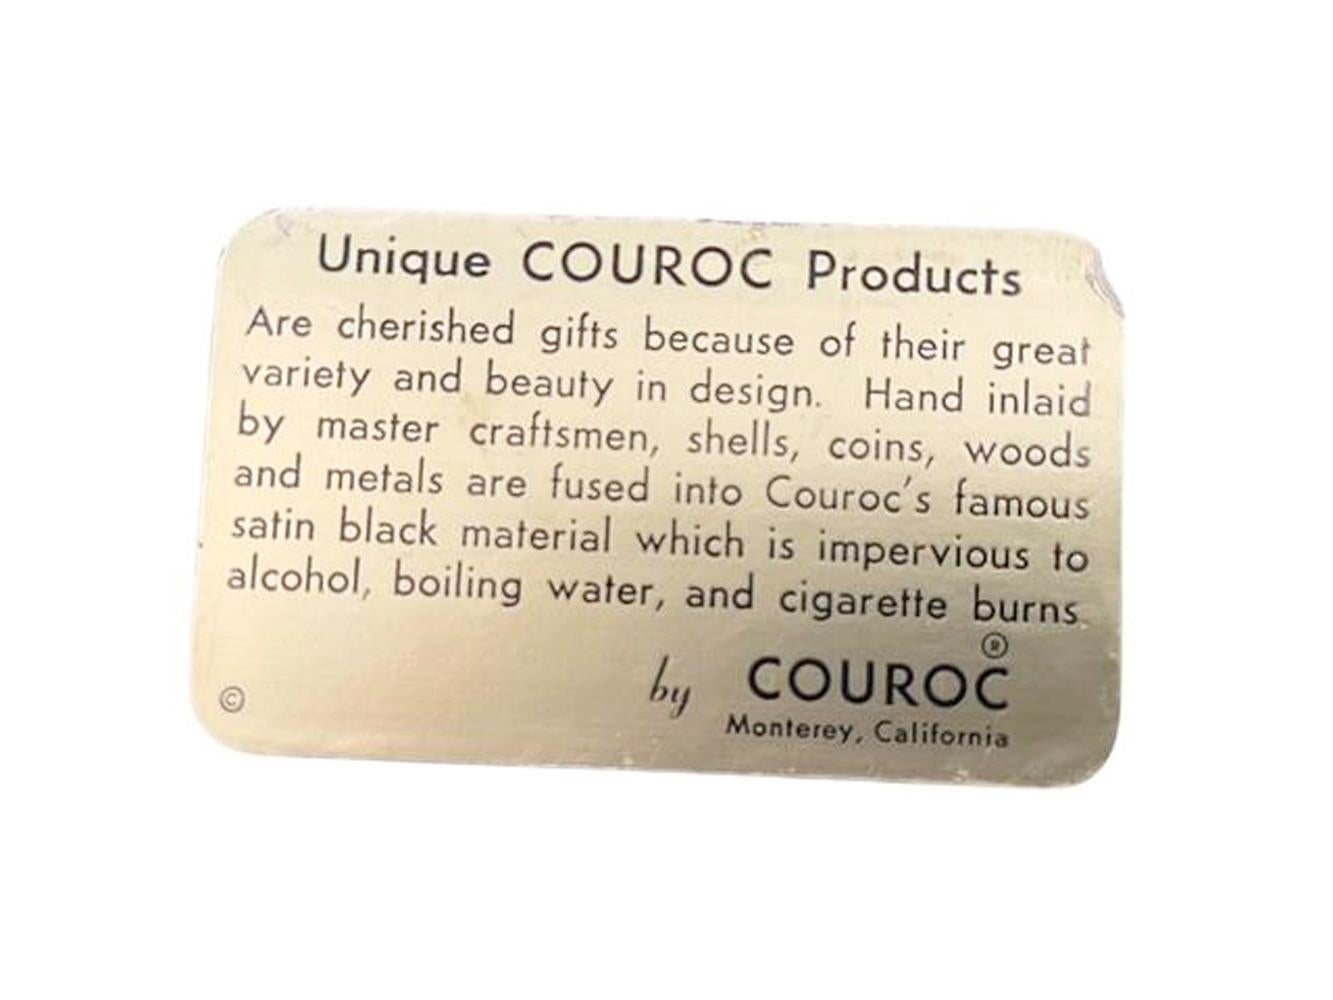 Unique COUROC Products
Are cherished gifts because of their great
variety and beauty in design. Hand inlaid
by master craftsmen, shells, coins, woods
and metals are fused into Couroc's famous
satin black material which is impervious to
alcohol, boiling water, and cigarette burns.
by COUROC®
Monterey, California
©